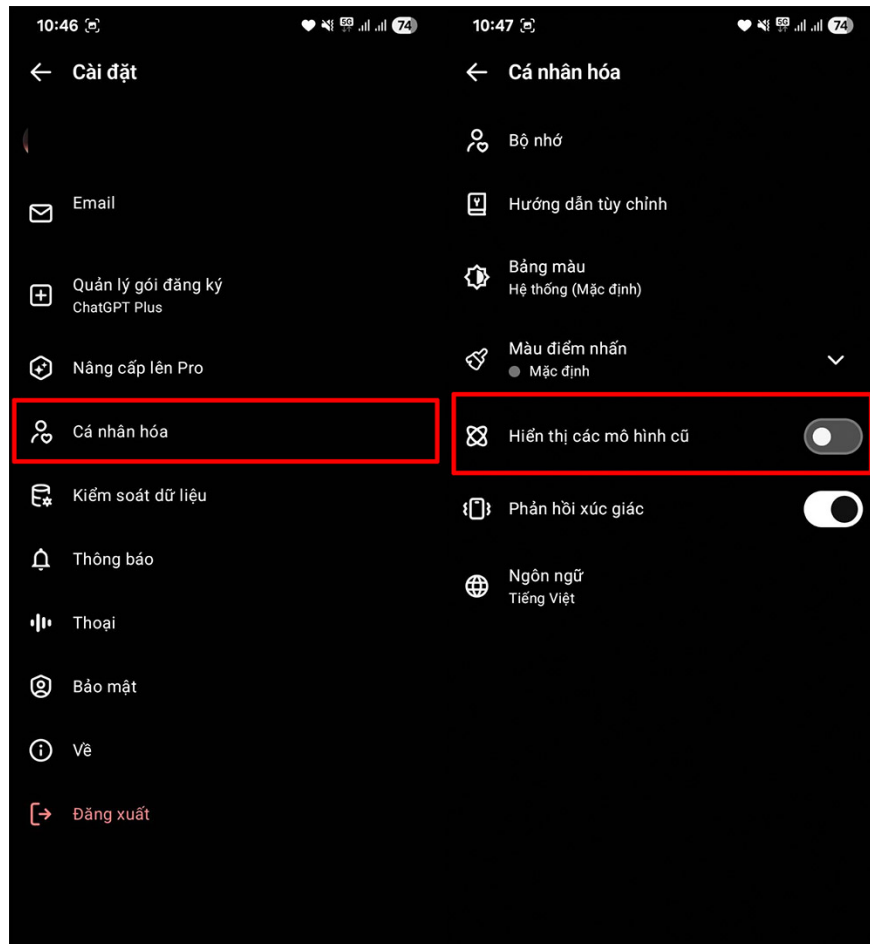 10:46
5G
74
Cài đặt
Email
Quản lý gói đăng ký
ChatGPT Plus
Nâng cấp lên Pro
Cá nhân hóa
Kiểm soát dữ liệu
Thông báo
Thoại
Bảo mật
Về
Đăng xuất
10:47
5G
74
Cá nhân hóa
Bộ nhớ
Hướng dẫn tùy chỉnh
Bảng màu
Hệ thống (Mặc định)
Màu điểm nhấn
Mặc định
Hiển thị các mô hình cũ
Phản hồi xúc giác
Ngôn ngữ
Tiếng Việt